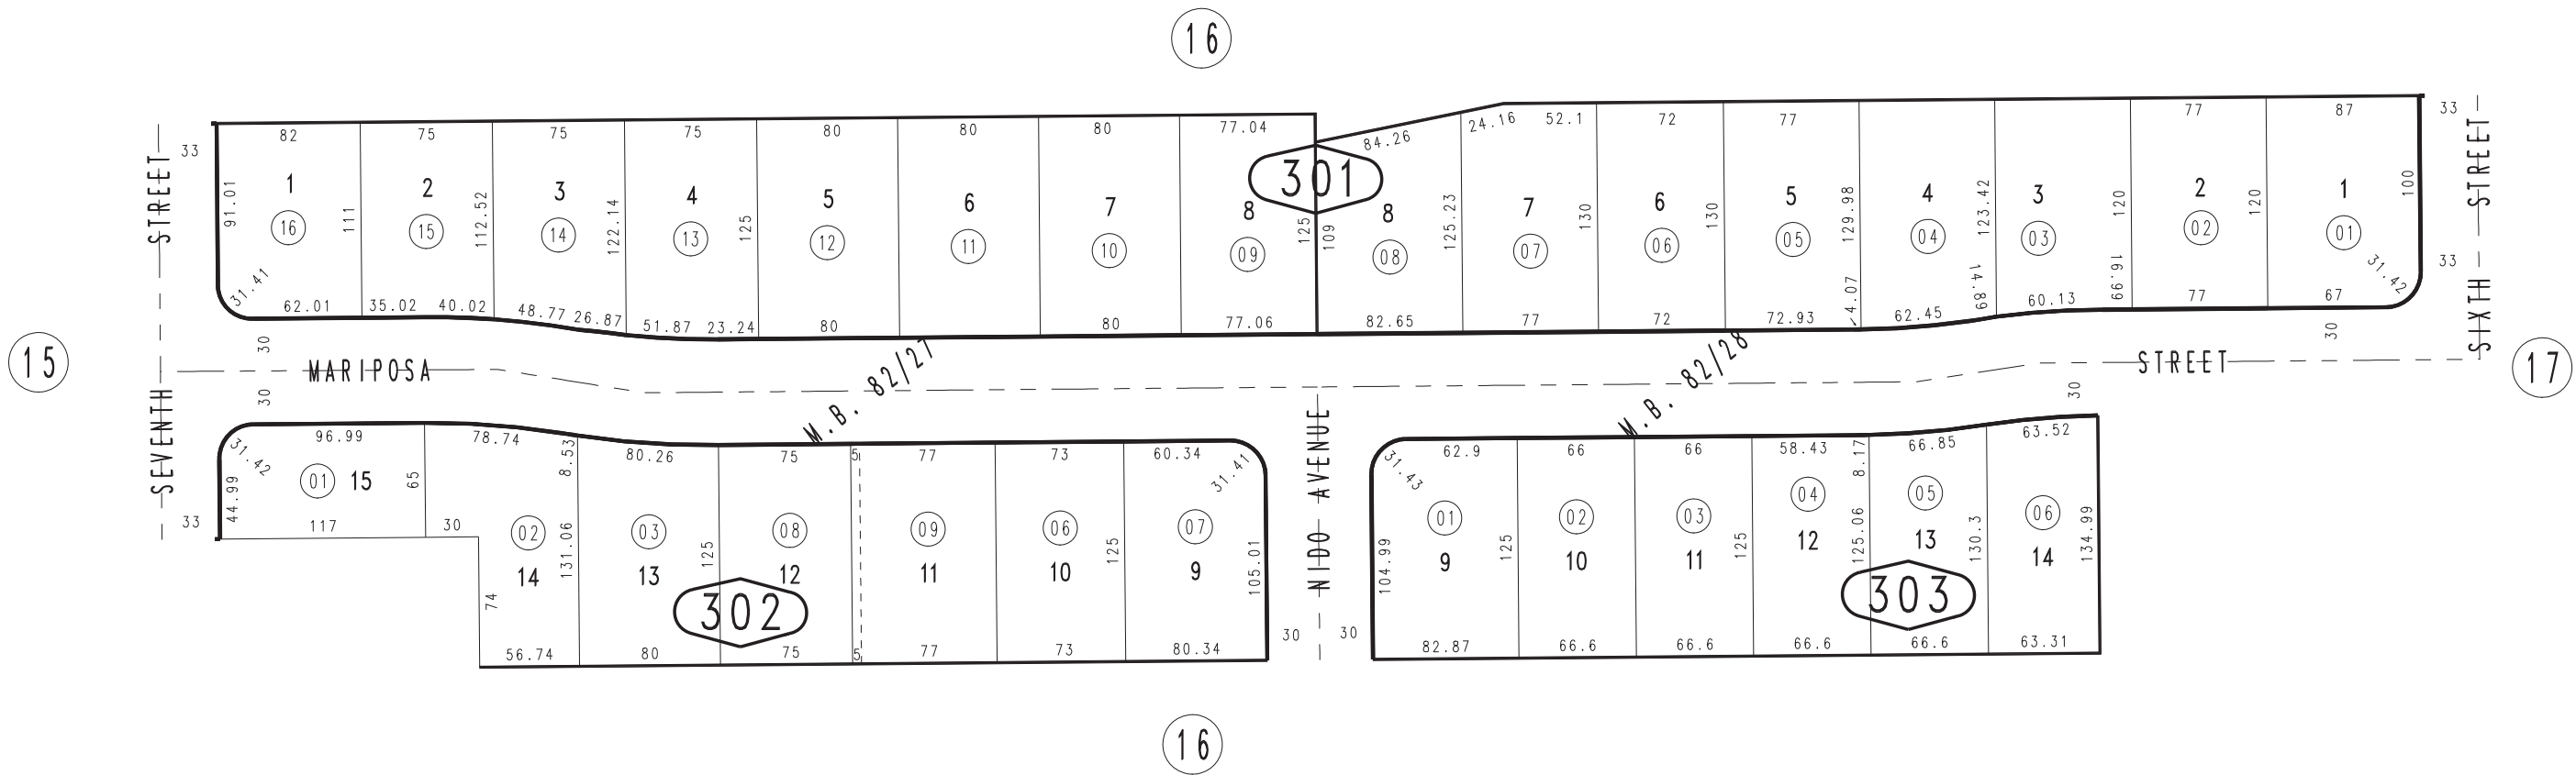 16
33 82 75 75 75 80 80 80 77.04 84.26 24.16 52.1 72 77 77 87 33
301
STREET 91.01 1 111 2 112.52 3 122.14 4 125 5 6 7 8 125 109 8 125.23 7 130 6 130 5 129.98 4 123.42 3 120 2 120 1 100 STREET
16 15 14 13 12 11 10 09 08 07 06 05 04 03 02 01
31.41 4.07 14.89 16.99 31.42 33
62.01 35.02 40.02 48.77 26.87 51.87 23.24 80 80 77.06 82.65 77 72 72.93 62.45 60.13 77 67
SIXTH
15 30 M.B. 82/27 M.B. 82/28 30 17
MARIPOSA STREET
SEVENTH 30 30
NIDO AVENUE
96.99 78.74 8.53 80.26 75 5 77 73 60.34 62.9 66 66 58.43 8.17 66.85 63.52
31.42 31.41 31.43
44.99 01 15 65
33 117 30
02 03 08 09 06 07 01 02 03 04 05 06
131.06 125 125 105.01 104.99 125 125 125.06 130.3 134.99
14 13 12 11 10 9 9 10 11 12 13 14
74 302 303
30 30
56.74 80 75 5 77 73 80.34 82.87 66.6 66.6 66.6 66.6 63.31
16